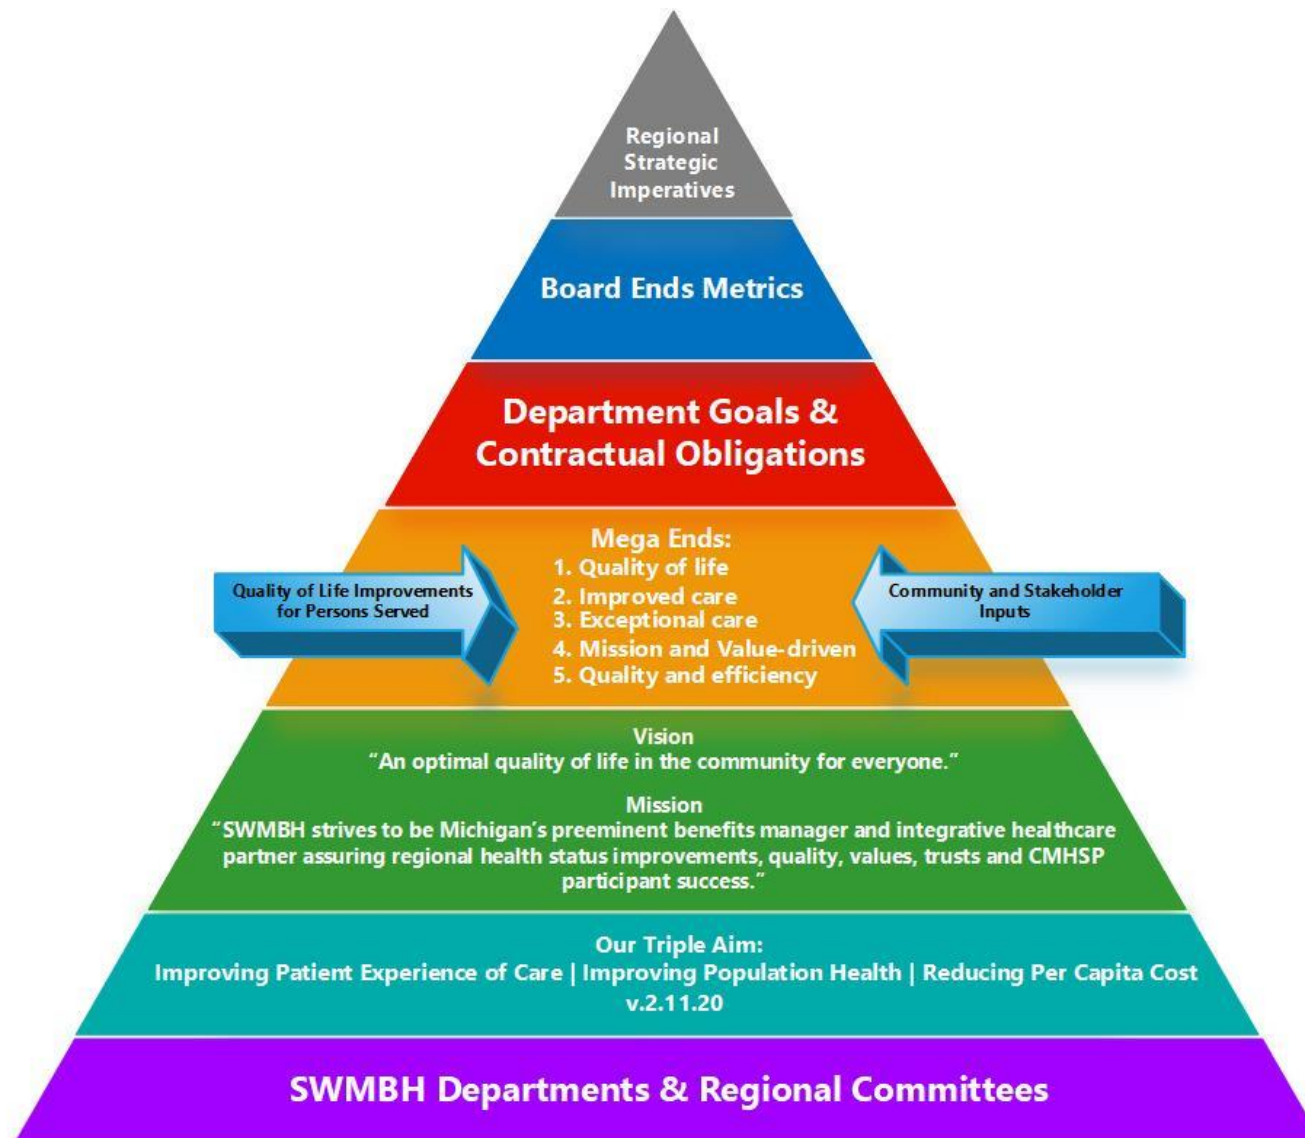 Regional
Strategic
Imperatives
Board Ends Metrics
Department Goals &
Contractual Obligations
Mega Ends:
1. Quality of life
2. Improved care
3. Exceptional care
4. Mission and Value-driven
5. Quality and efficiency
Quality of Life Improvements
for Persons Served
Community and Stakeholder
Inputs
Vision
“An optimal quality of life in the community for everyone.”
Mission
“SWMBH strives to be Michigan’s preeminent benefits manager and integrative healthcare
partner assuring regional health status improvements, quality, values, trusts and CMHSP
participant success.”
Our Triple Aim:
Improving Patient Experience of Care | Improving Population Health | Reducing Per Capita Cost
v.2.11.20
SWMBH Departments & Regional Committees